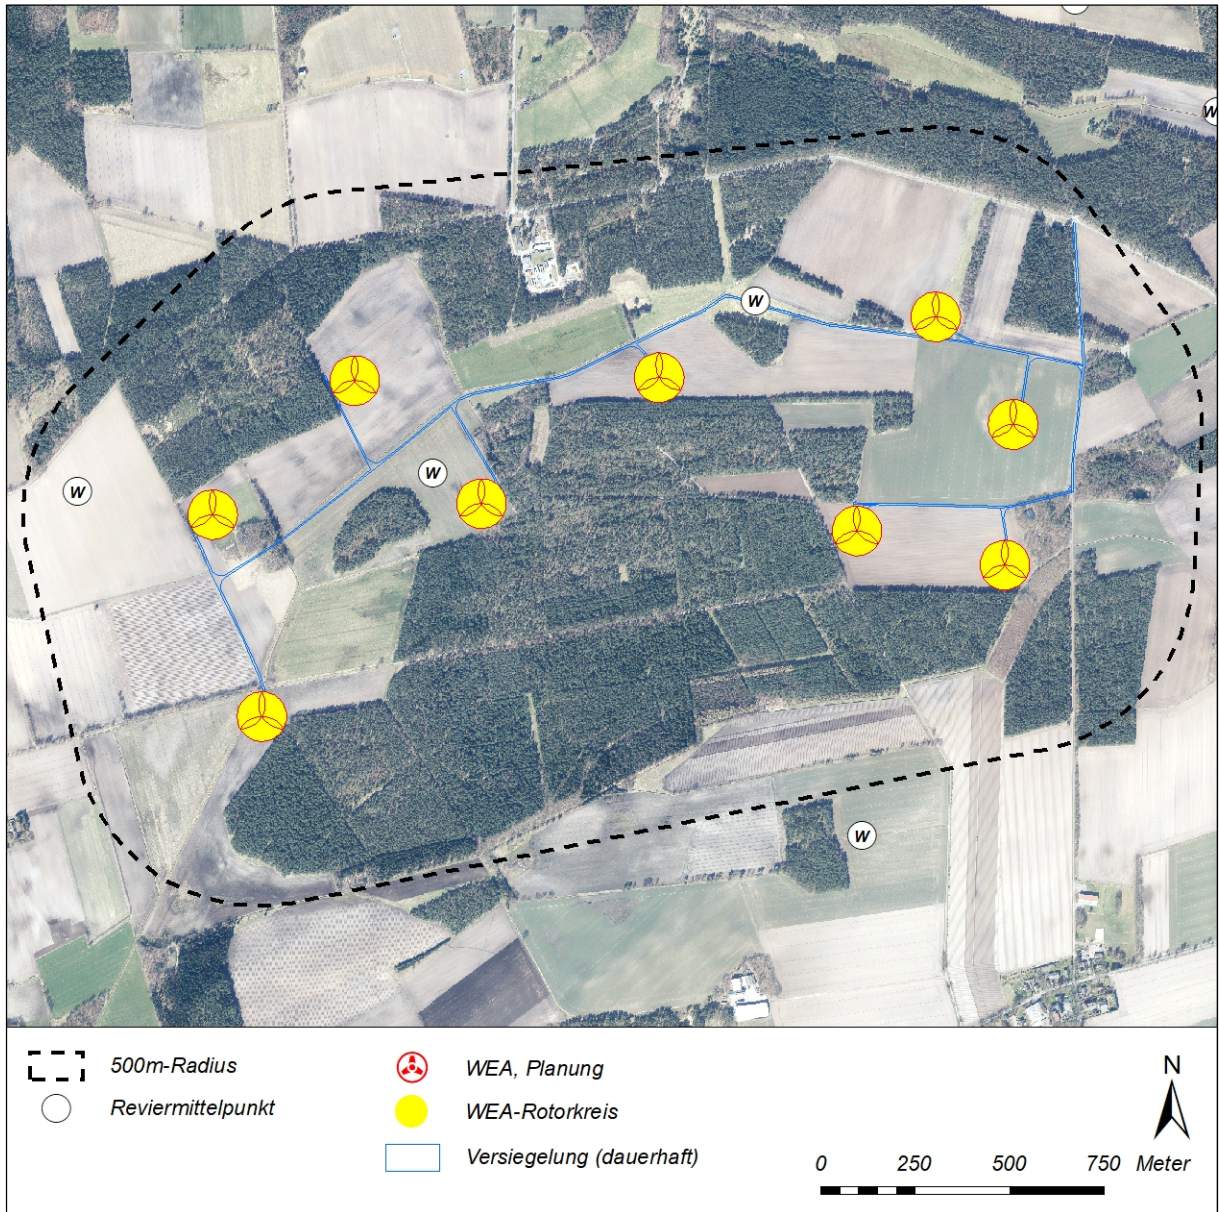 W
W
W
W
W
500m-Radius
Reviermittelpunkt
WEA, Planung
WEA-Rotorkreis
Versiegelung (dauerhaft)
N
0 250 500 750 Meter